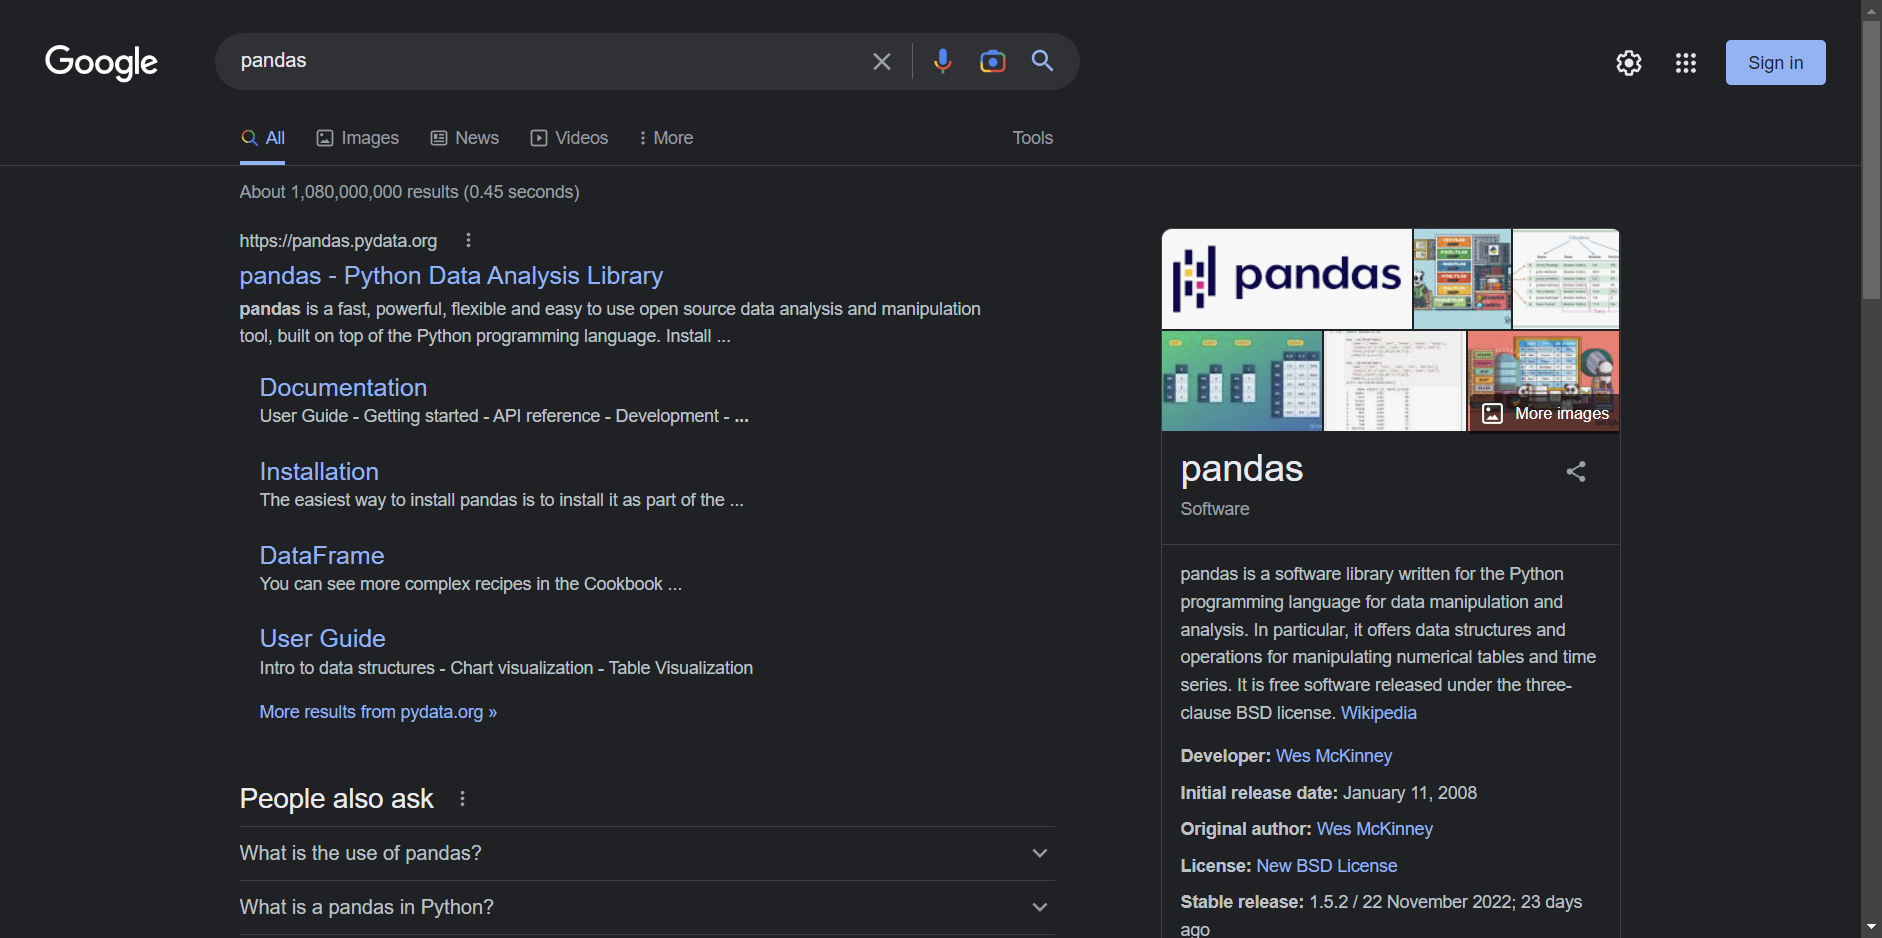 Google
pandas
Sign in
All
Images
News
Videos
More
Tools
About 1,080,000,000 results (0.45 seconds)
https://pandas.pydata.org
pandas - Python Data Analysis Library
pandas is a fast, powerful, flexible and easy to use open source data analysis and manipulation
tool, built on top of the Python programming language. Install ...
Documentation
User Guide - Getting started - API reference - Development - ...
Installation
The easiest way to install pandas is to install it as part of the ...
DataFrame
You can see more complex recipes in the Cookbook ...
User Guide
Intro to data structures - Chart visualization - Table Visualization
More results from pydata.org »
People also ask
What is the use of pandas?
What is a pandas in Python?
pandas
More images
pandas
Software
pandas is a software library written for the Python
programming language for data manipulation and
analysis. In particular, it offers data structures and
operations for manipulating numerical tables and time
series. It is free software released under the three-
clause BSD license. Wikipedia
Developer: Wes McKinney
Initial release date: January 11, 2008
Original author: Wes McKinney
License: New BSD License
Stable release: 1.5.2 / 22 November 2022; 23 days
ago